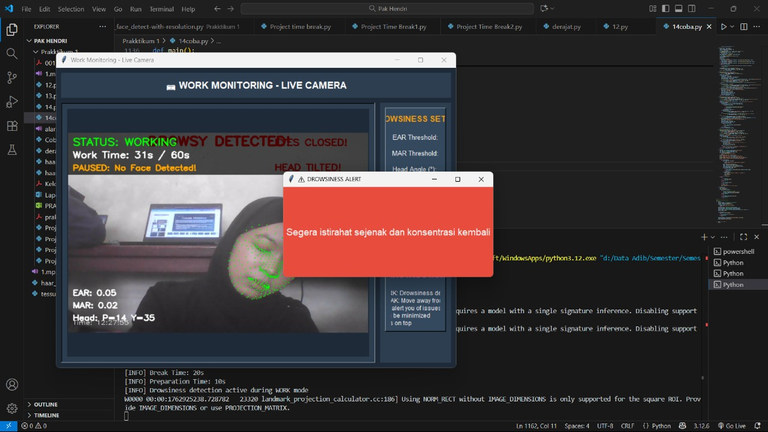 File Edit Selection View Go Run Terminal Help
Pak Hendri
EXPLORER
face_detect-with-resolution.py Prakktikum 1
Project time break.py
Project Time Break1.py
Project Time Break2.py
derajat.py
12.py
14coba.py
PAK HENDRI
Prakktikum 1 > 14coba.py > ...
1136 def main():
Work Monitoring - Live Camera
WORK MONITORING - LIVE CAMERA
STATUS: WORKING
DROWSY DETECTED!
EYES CLOSED!
Work Time: 31s / 60s
PAUSED: No Face Detected!
HEAD TILTED!
OWSINESS SET
EAR Threshold:
MAR Threshold:
Head Angle (°):
DROWSINESS ALERT
Segera istirahat sejenak dan konsentrasi kembali
EAR: 0.05
MAR: 0.02
Head: P=14 Y=35
Time: 12:27:55
K: Drowsiness de
AK: Move away from
alert you of issues
be minimized
s on top
powershell
Python
Python
Python
ft/WindowsApps/python3.12.exe "d:/Data Adib/Semester/Semes
quires a model with a single signature inference. Disabling support
quires a model with a single signature inference. Disabling support
[INFO] Break Time: 20s
[INFO] Preparation Time: 10s
[INFO] Drowsiness detection active during WORK mode
W0000 00:00:1762925238.728782 23320 landmark_projection_calculator.cc:186] Using NORM_RECT without IMAGE_DIMENSIONS is only supported for the square ROI. Prov
ide IMAGE_DIMENSIONS or use PROJECTION_MATRIX.
OUTLINE
TIMELINE
0 0
Ln 1162, Col 11 Spaces: 4 UTF-8 CRLF Python 3.12.6 Go Live